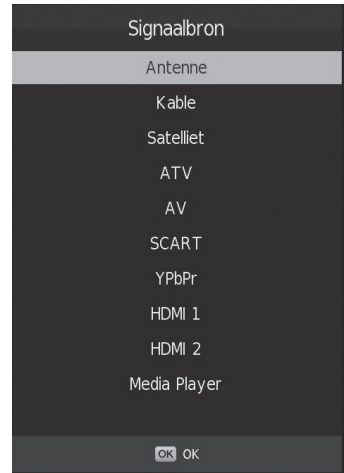 Signaalbron
Antenne
Kable
Satelliet
ATV
AV
SCART
YPbPr
HDMI 1
HDMI 2
Media Player
OK OK